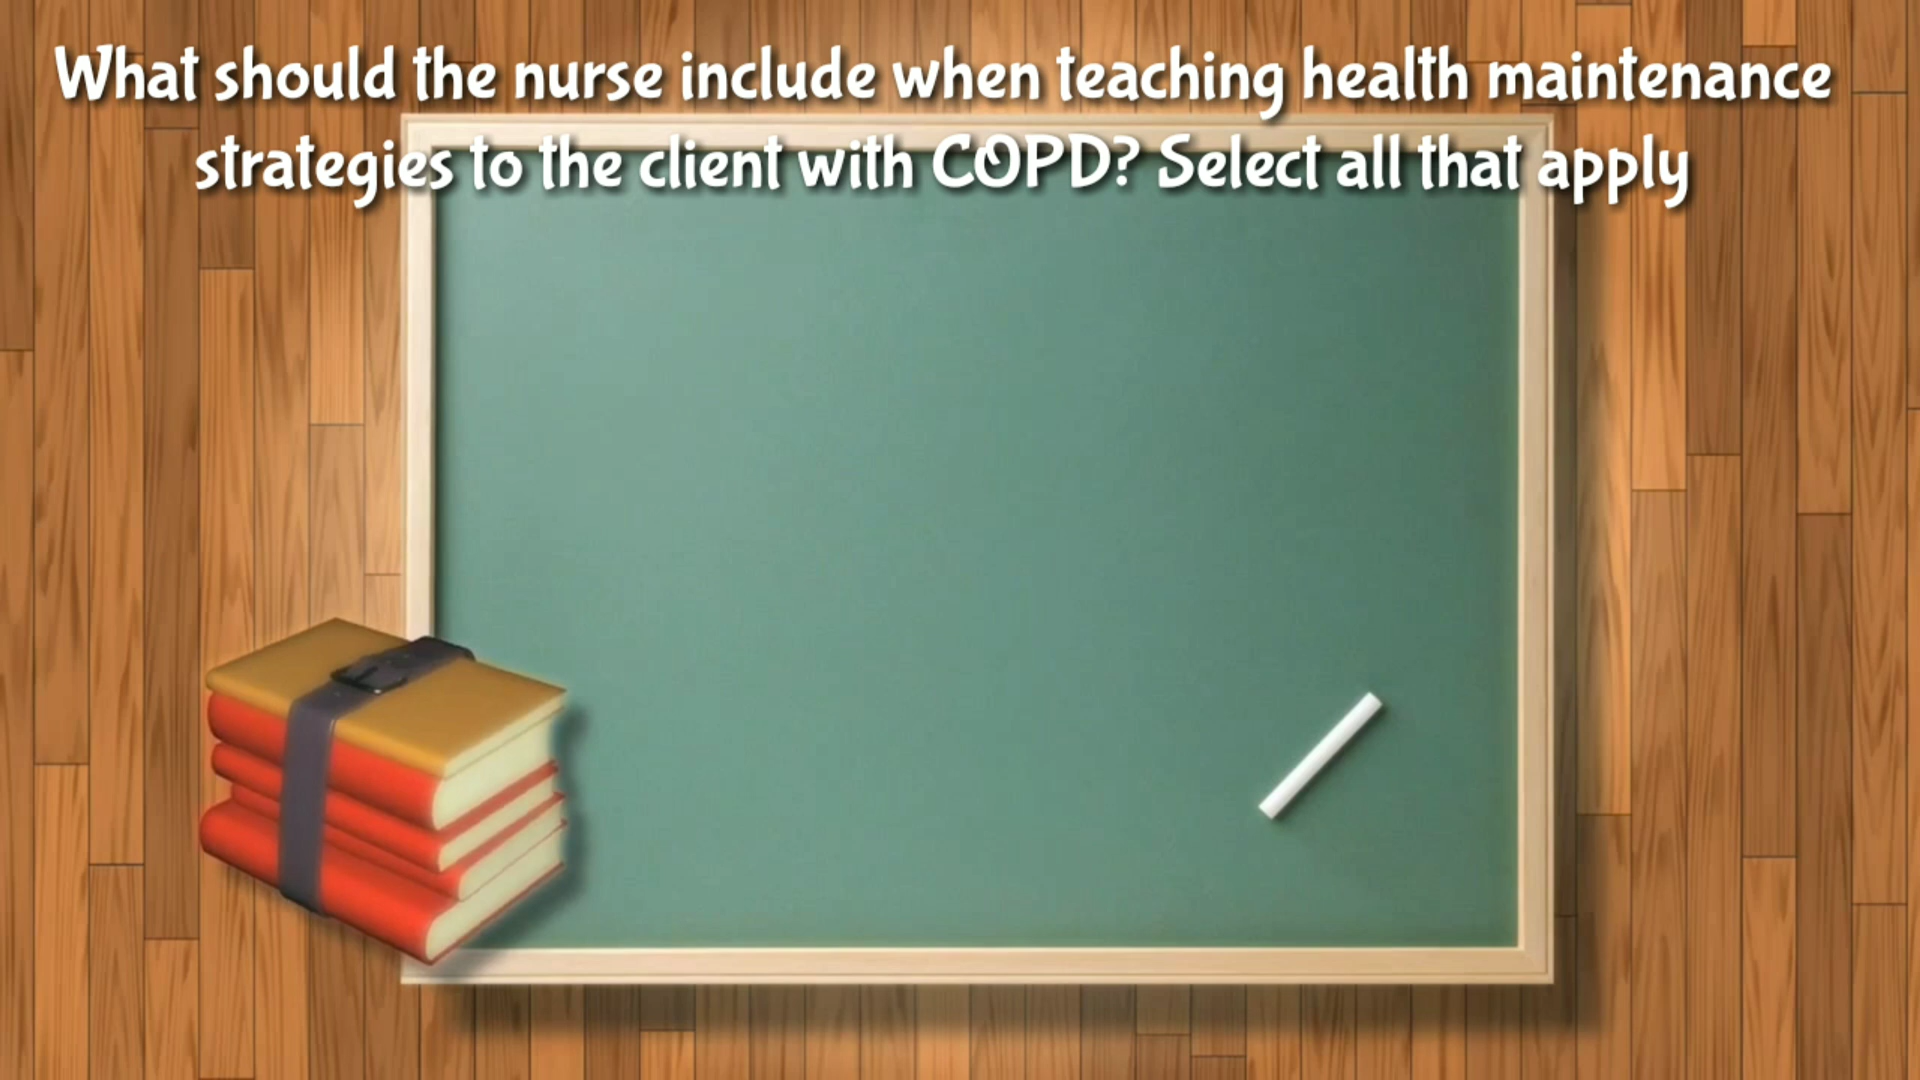 What should the nurse include when teaching health maintenance
strategies to the client with COPD? Select all that apply